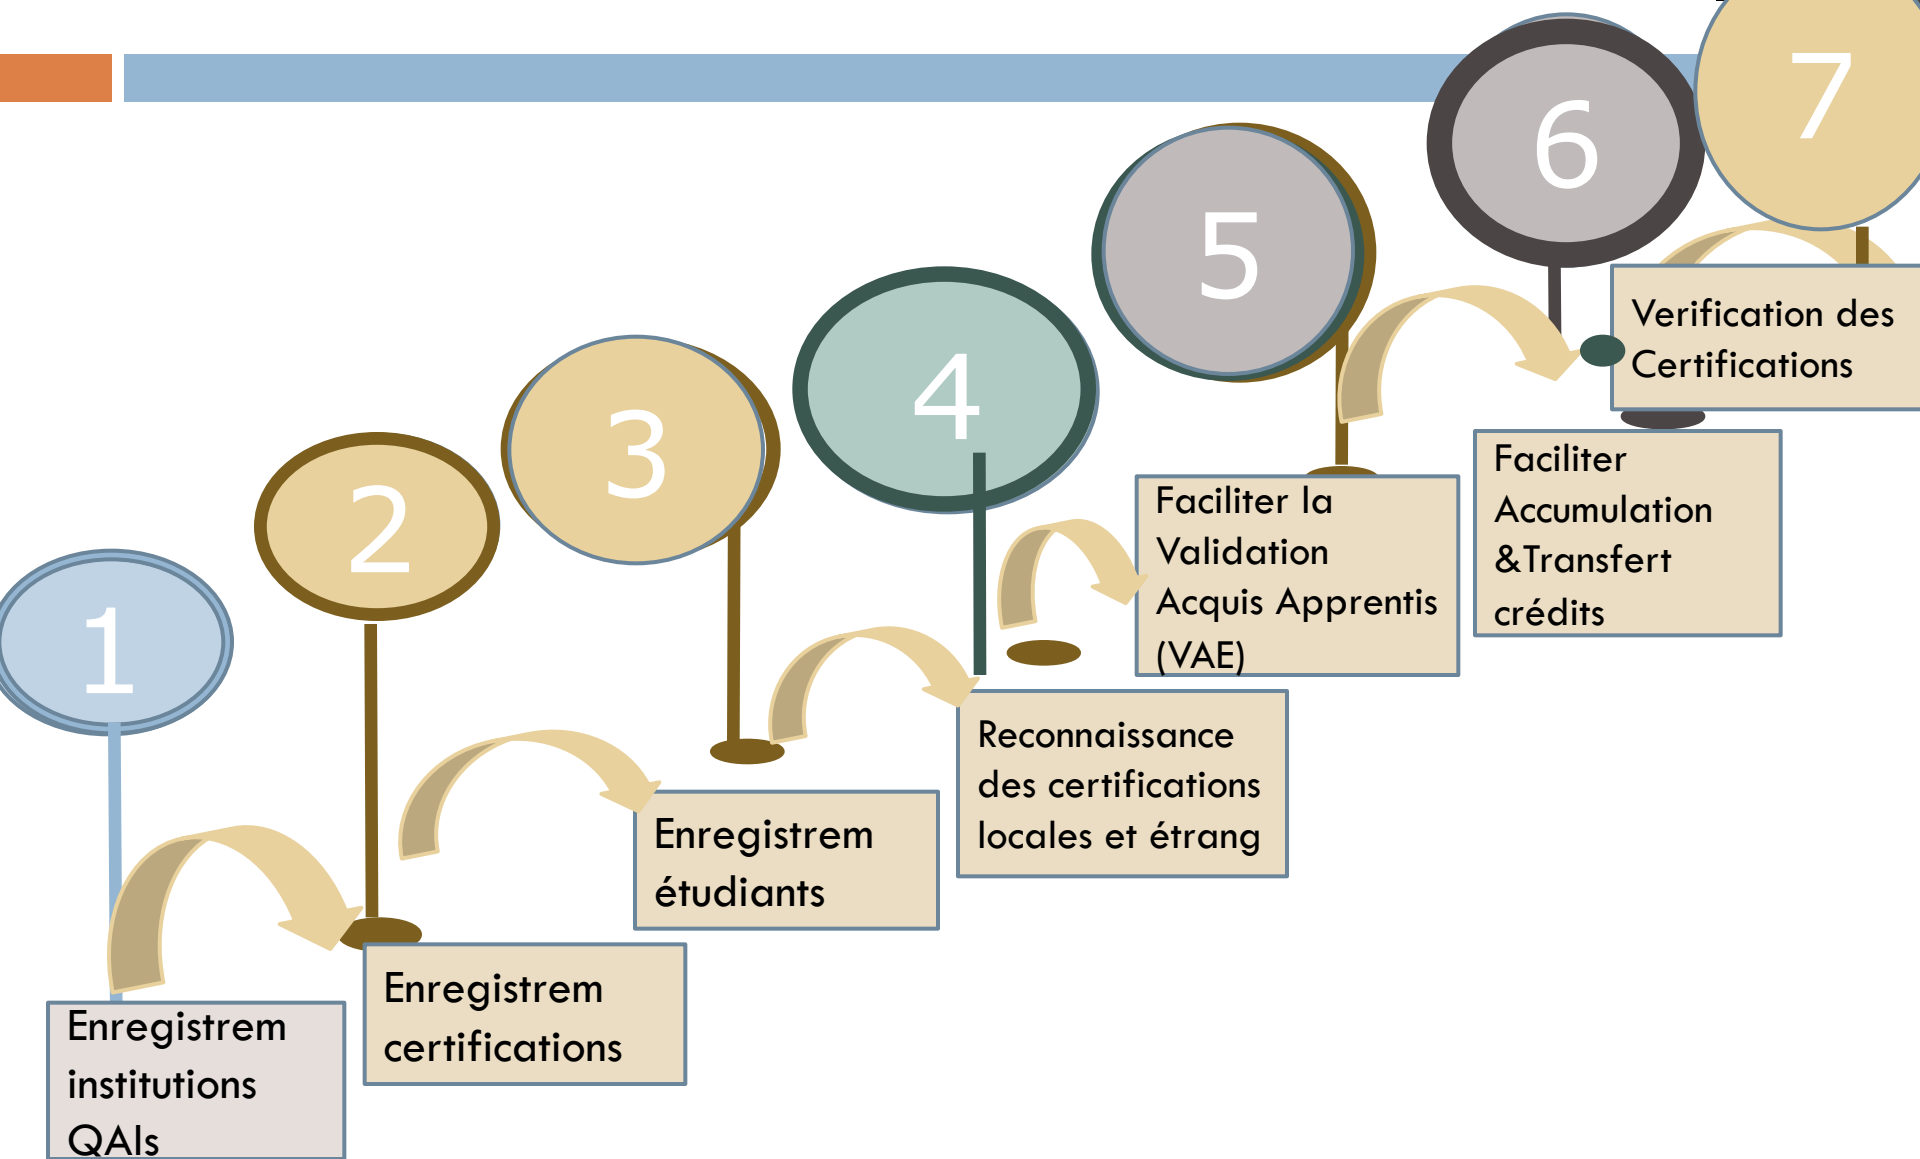 1
Enregistrem
institutions
QAIs
2
Enregistrem
certifications
3
Enregistrem
étudiants
4
Reconnaissance
des certifications
locales et étrang
5
Faciliter la
Validation
Acquis Apprentis
(VAE)
6
Faciliter
Accumulation
&Transfert
crédits
7
Verification des
Certifications